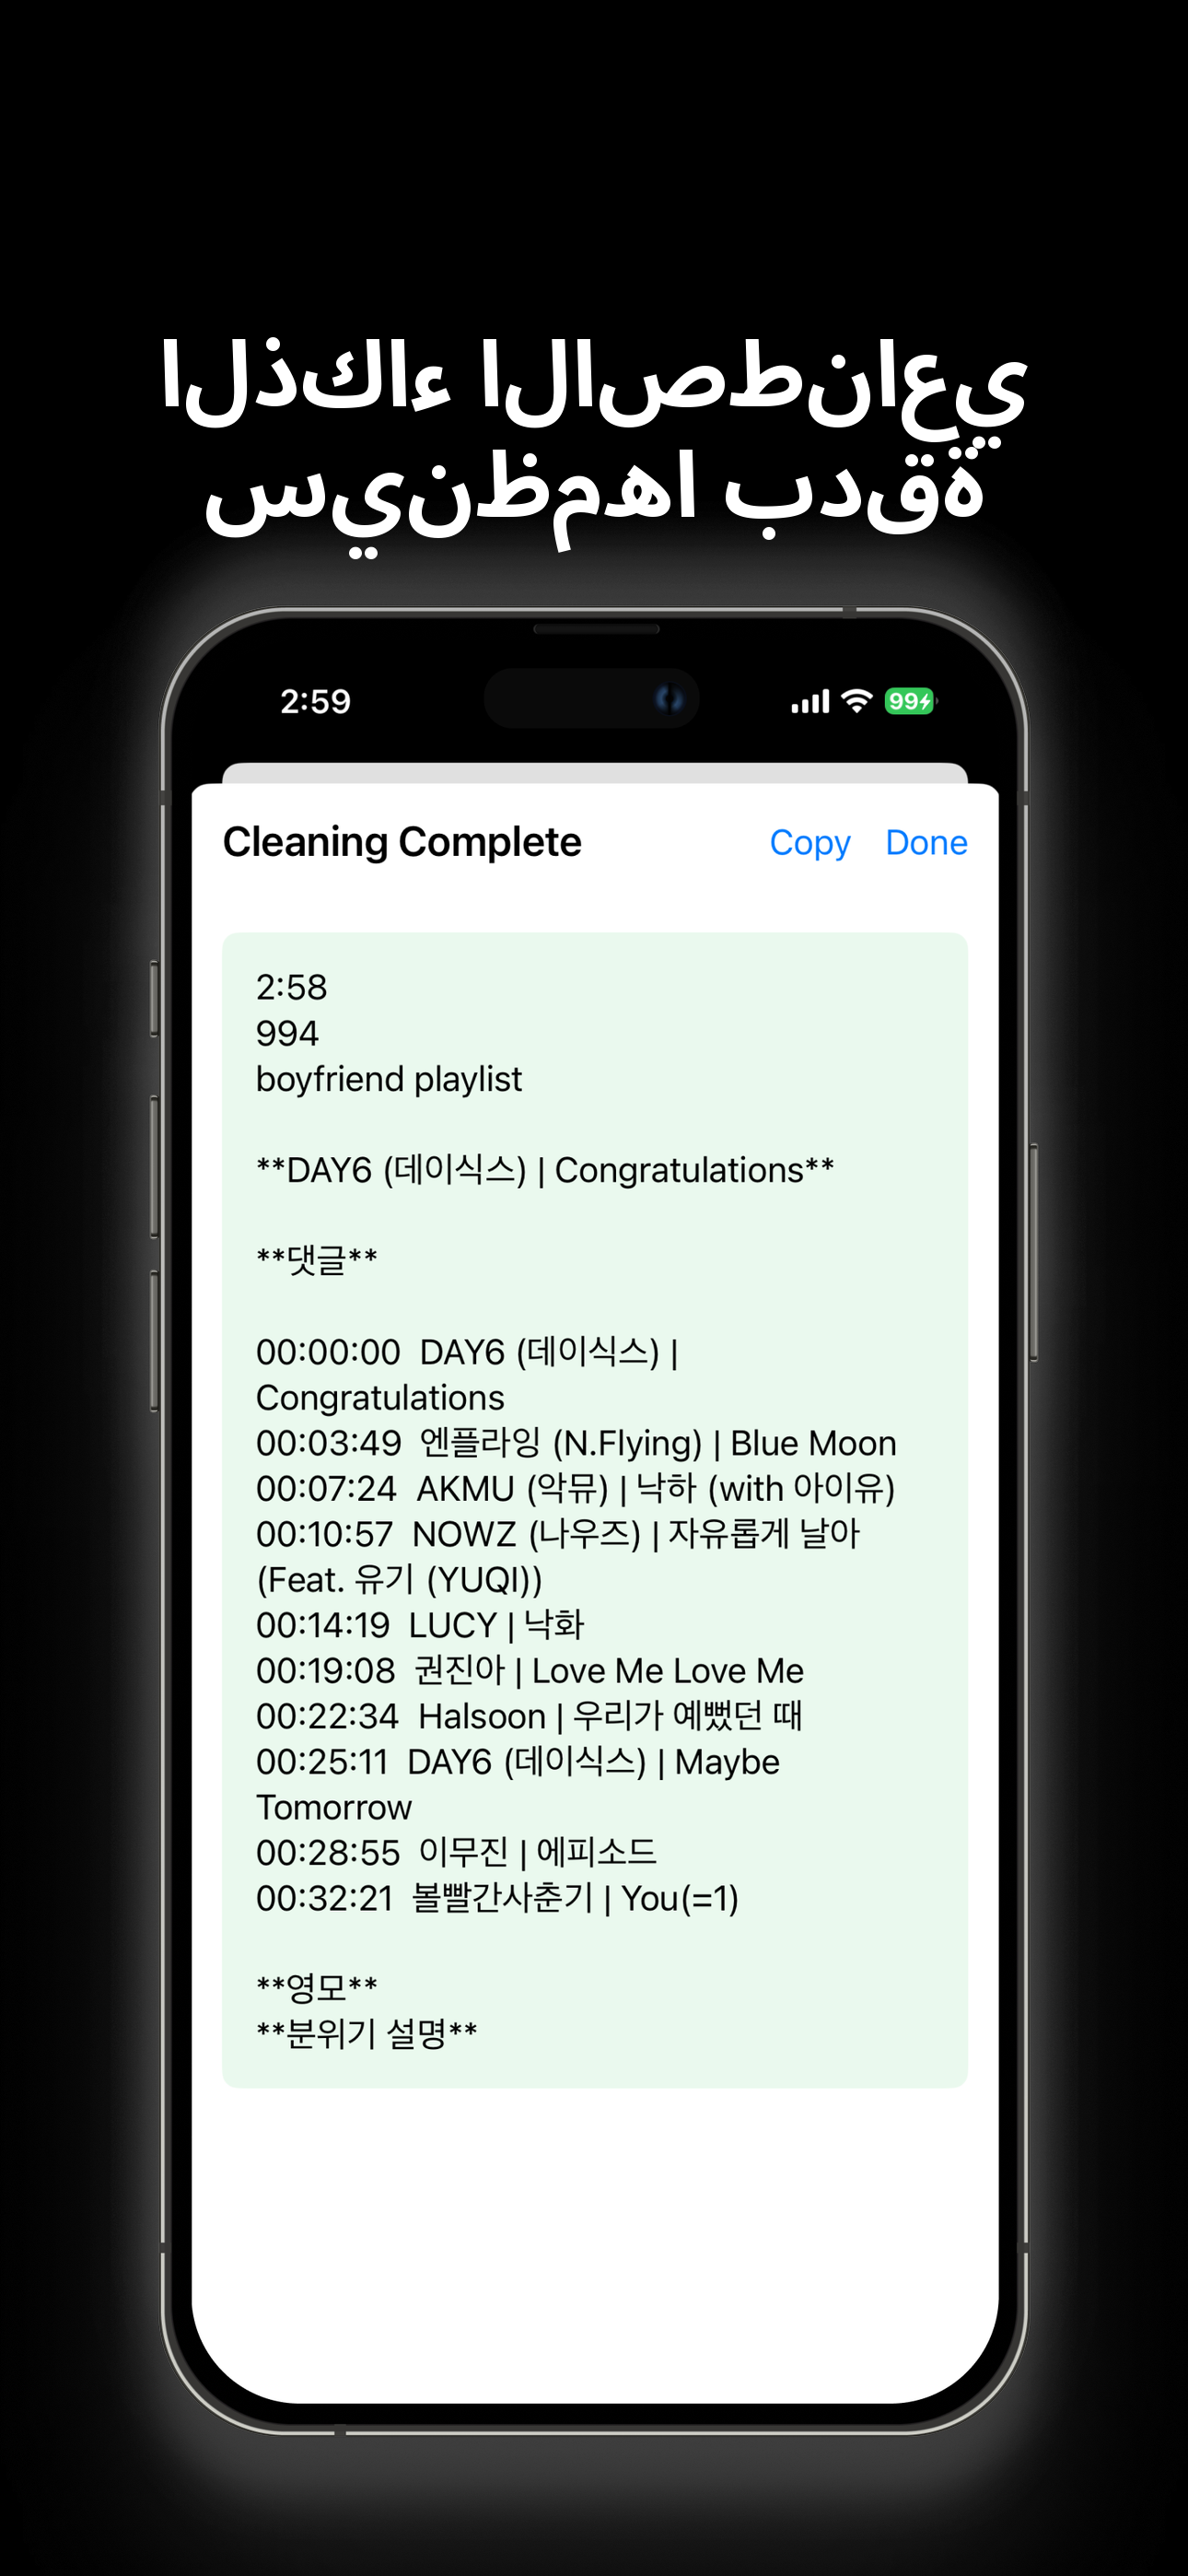 الذكاء الاصطناعي
سينظمها بدقة
2:59
99
Cleaning Complete
Copy Done
2:58
994
boyfriend playlist
**DAY6 (데이식스) | Congratulations**
**댓글**
00:00:00 DAY6 (데이식스) |
Congratulations
00:03:49 엔플라잉 (N.Flying) | Blue Moon
00:07:24 AKMU (악뮤) | 낙하 (with 아이유)
00:10:57 NOWZ (나우즈) | 자유롭게 날아
(Feat. 유기 (YUQI))
00:14:19 LUCY | 낙화
00:19:08 권진아 | Love Me Love Me
00:22:34 Halsoon | 우리가 예뻤던 때
00:25:11 DAY6 (데이식스) | Maybe
Tomorrow
00:28:55 이무진 | 에피소드
00:32:21 볼빨간사춘기 | You(=1)
**영모**
**분위기 설명**